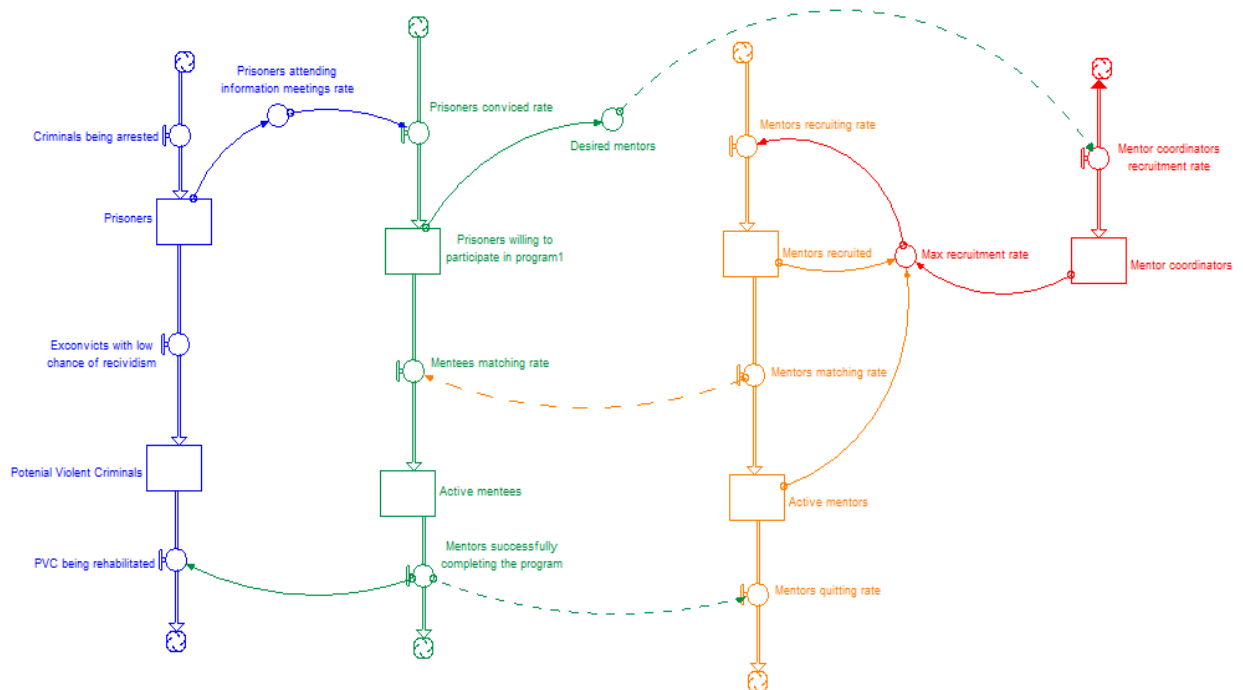 Prisoners attending
information meetings rate
Criminals being arrested
Prisoners
Exconvicts with low
chance of recividism
Potenial Violent Criminals
PVC being rehabilitated
Prisoners conviced rate
Desired mentors
Prisoners willing to
participate in program1
Mentees matching rate
Active mentees
Mentors successfully
completing the program
Mentors recruiting rate
Mentors recruited
Max recruitment rate
Mentors matching rate
Active mentors
Mentors quitting rate
Mentor coordinators
recruitment rate
Mentor coordinators